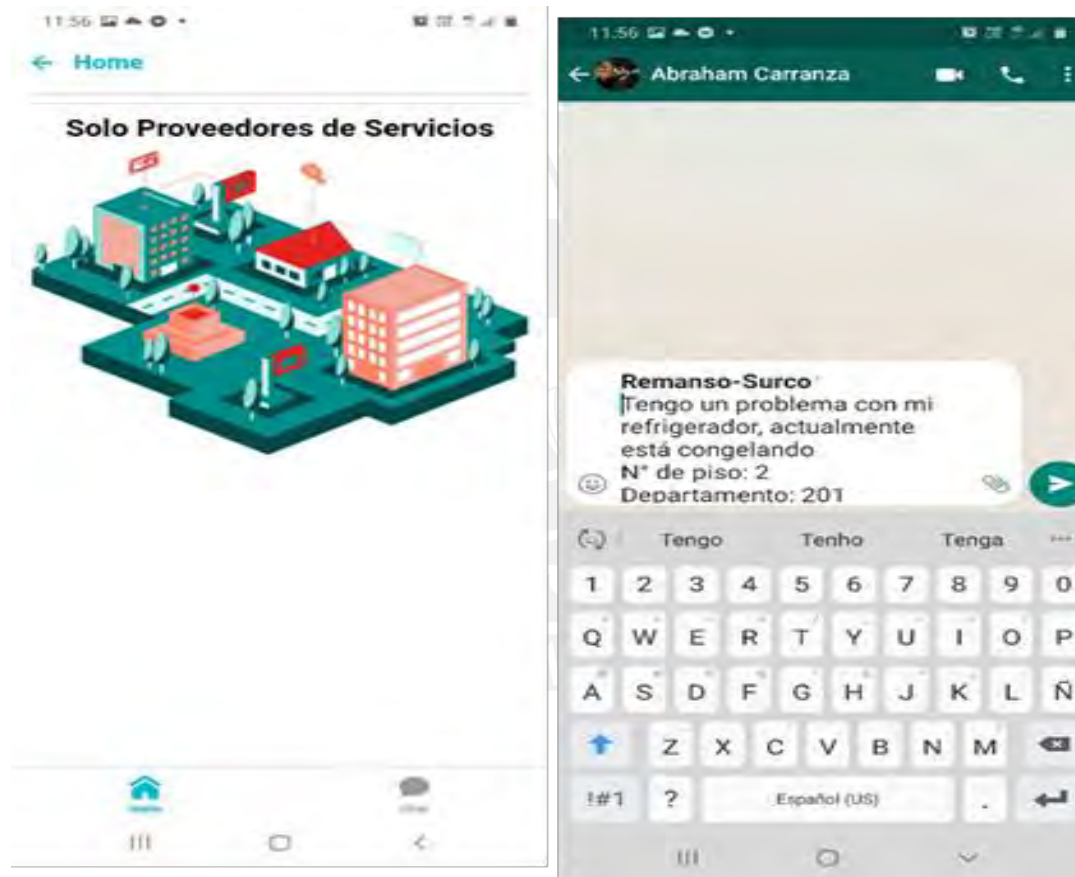 11:56
← Home
Solo Proveedores de Servicios
11:56
← Abraham Carranza
Remanso-Surco
Tengo un problema con mi
refrigerador, actualmente
está congelando
N° de piso: 2
Departamento: 201
Tengo Tenho Tenga
1 2 3 4 5 6 7 8 9 0
Q W E R T Y U I O P
A S D F G H J K L Ñ
Z X C V B N M
!#1 ? Español (US) .